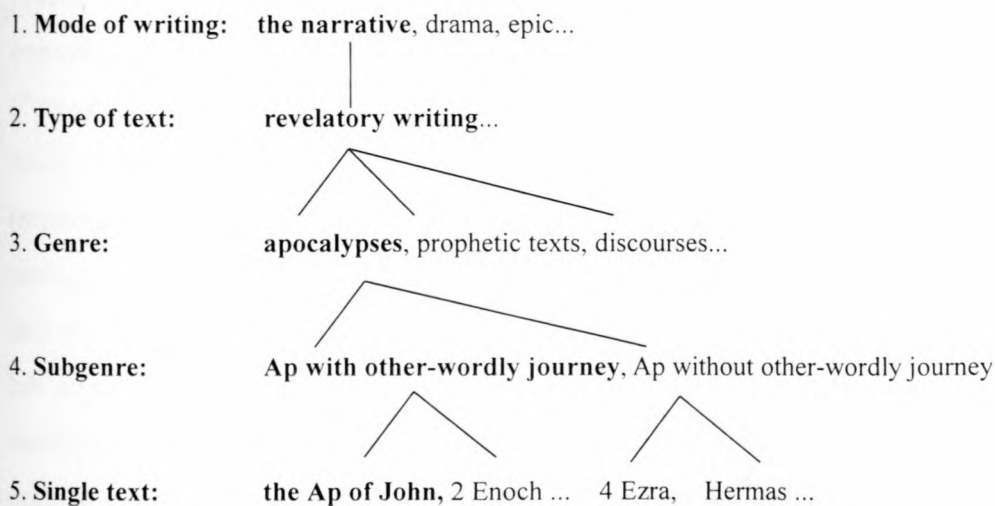 1. Mode of writing: the narrative, drama, epic...
2. Type of text: revelatory writing...
3. Genre: apocalypses, prophetic texts, discourses...
4. Subgenre: Ap with other-wordly journey, Ap without other-wordly journey
5. Single text: the Ap of John, 2 Enoch ... 4 Ezra, Hermas ...